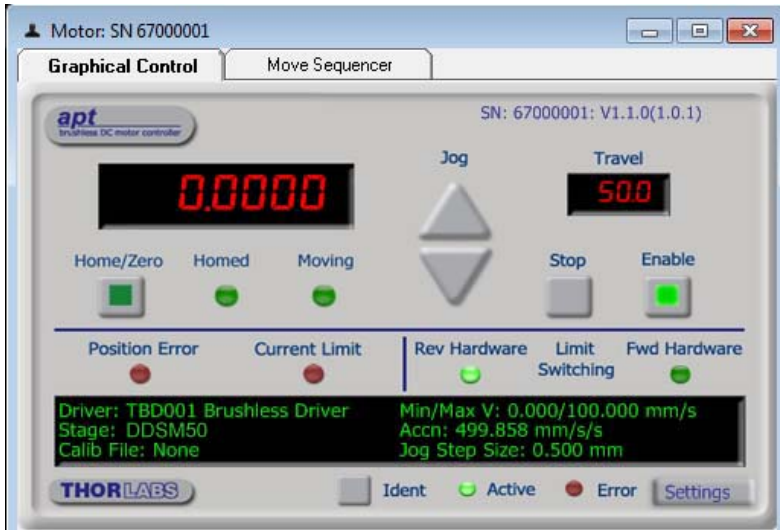 Motor: SN 67000001
Graphical Control
Move Sequencer
apt
brushless DC motor controller
SN: 67000001: V1.1.0(1.0.1)
Jog
Travel
0.0000
50.0
Home/Zero
Homed
Moving
Stop
Enable
Position Error
Current Limit
Rev Hardware
Limit
Switching
Fwd Hardware
Driver: TBD001 Brushless Driver
Stage: DDSM50
Calib File: None
Min/Max V: 0.000/100.000 mm/s
Accn: 499.858 mm/s/s
Jog Step Size: 0.500 mm
THORLABS
Ident
Active
Error
Settings